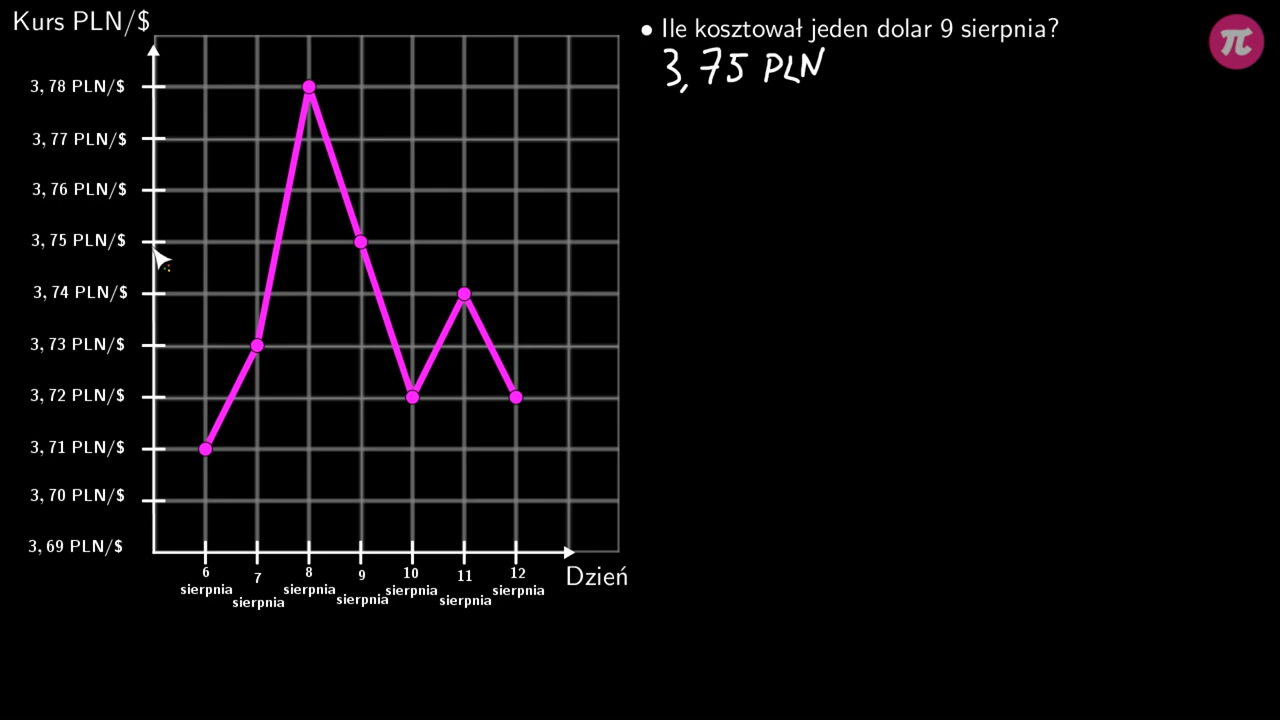 Kurs PLN/$
• Ile kosztował jeden dolar 9 sierpnia?
3,75 PLN
π
3,78 PLN/$
3,77 PLN/$
3,76 PLN/$
3,75 PLN/$
3,74 PLN/$
3,73 PLN/$
3,72 PLN/$
3,71 PLN/$
3,70 PLN/$
3,69 PLN/$
6 sierpnia
7 sierpnia
8 sierpnia
9 sierpnia
10 sierpnia
11 sierpnia
12 sierpnia
Dzień